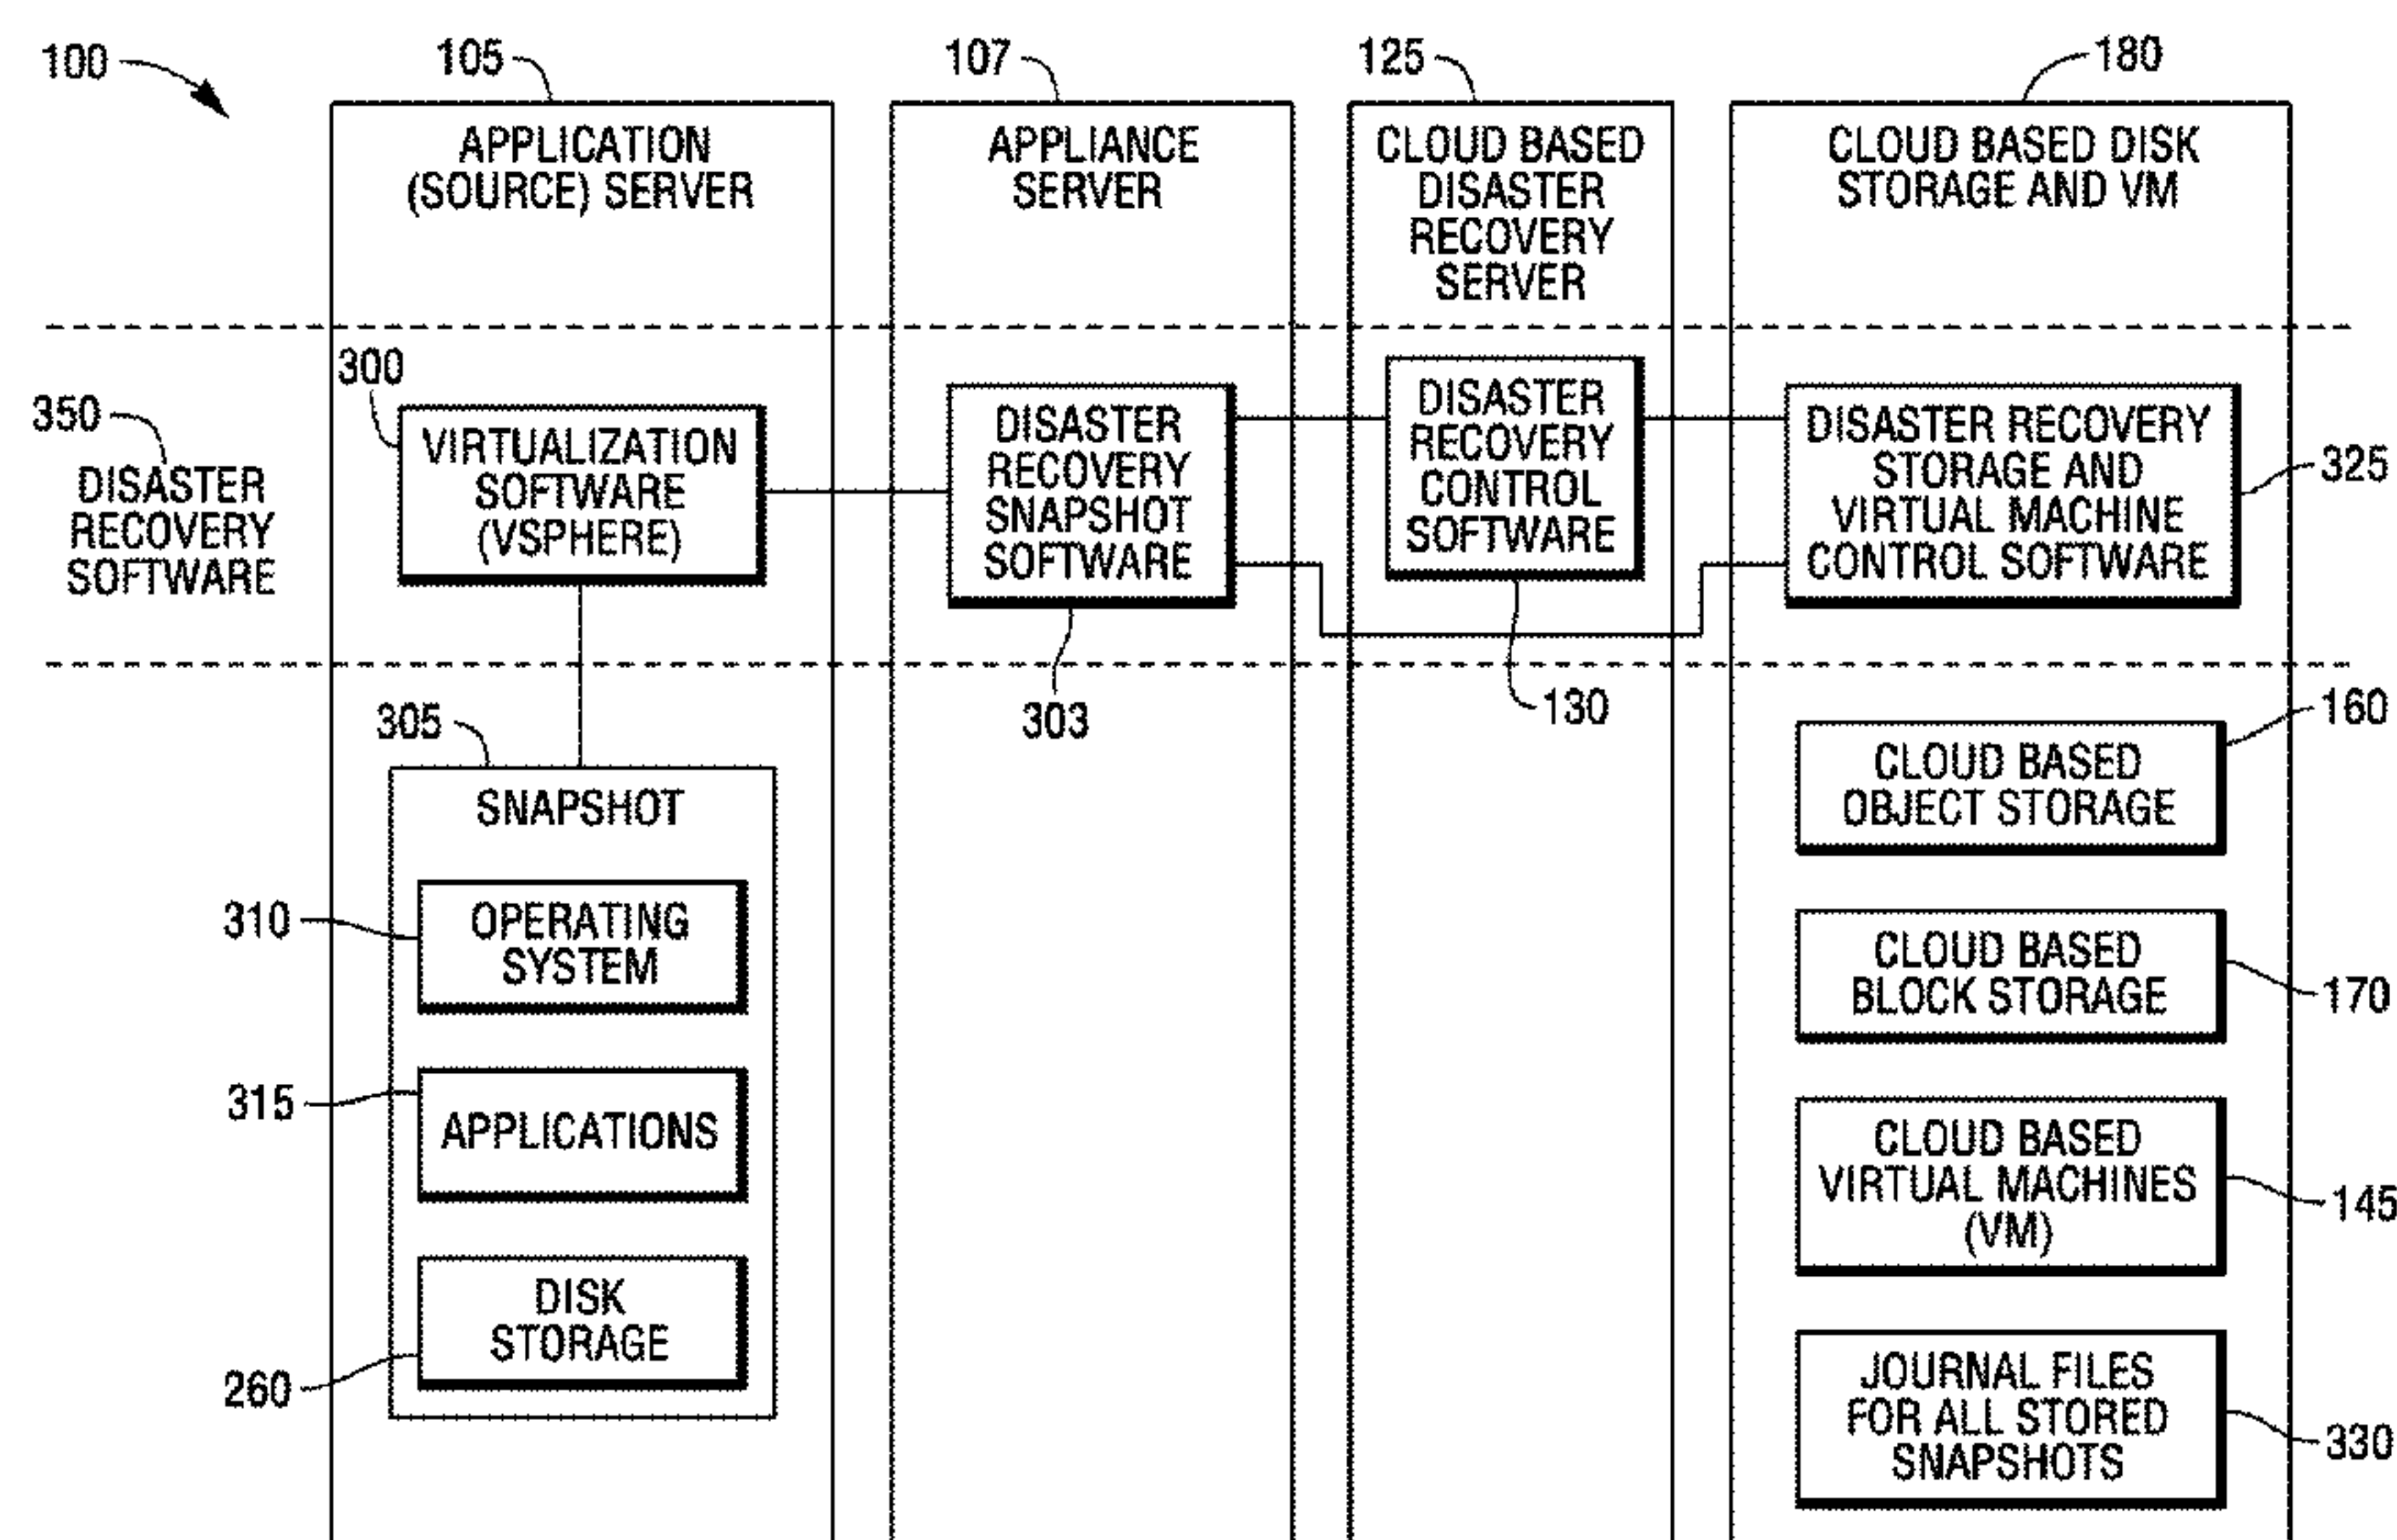 100
105
107
125
180
APPLICATION
(SOURCE) SERVER
APPLIANCE
SERVER
CLOUD BASED
DISASTER
RECOVERY
SERVER
CLOUD BASED DISK
STORAGE AND VM
350
DISASTER
RECOVERY
SOFTWARE
300
VIRTUALIZATION
SOFTWARE
(VSPHERE)
DISASTER
RECOVERY
SNAPSHOT
SOFTWARE
303
DISASTER
RECOVERY
CONTROL
SOFTWARE
130
DISASTER RECOVERY
STORAGE AND
VIRTUAL MACHINE
CONTROL SOFTWARE
325
305
SNAPSHOT
310
OPERATING
SYSTEM
315
APPLICATIONS
260
DISK
STORAGE
160
CLOUD BASED
OBJECT STORAGE
CLOUD BASED
BLOCK STORAGE
170
CLOUD BASED
VIRTUAL MACHINES
(VM)
145
JOURNAL FILES
FOR ALL STORED
SNAPSHOTS
330